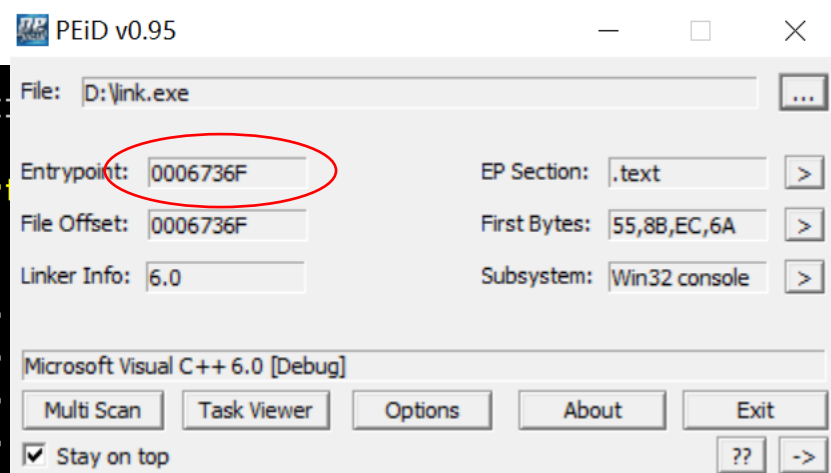 PEiD v0.95
File: D:\link.exe ...
Entrypoint: 0006736F EP Section: .text >
File Offset: 0006736F First Bytes: 55,8B,EC,6A >
Linker Info: 6.0 Subsystem: Win32 console >
Microsoft Visual C++ 6.0 [Debug]
Multi Scan Task Viewer Options About Exit
Stay on top ?? ->